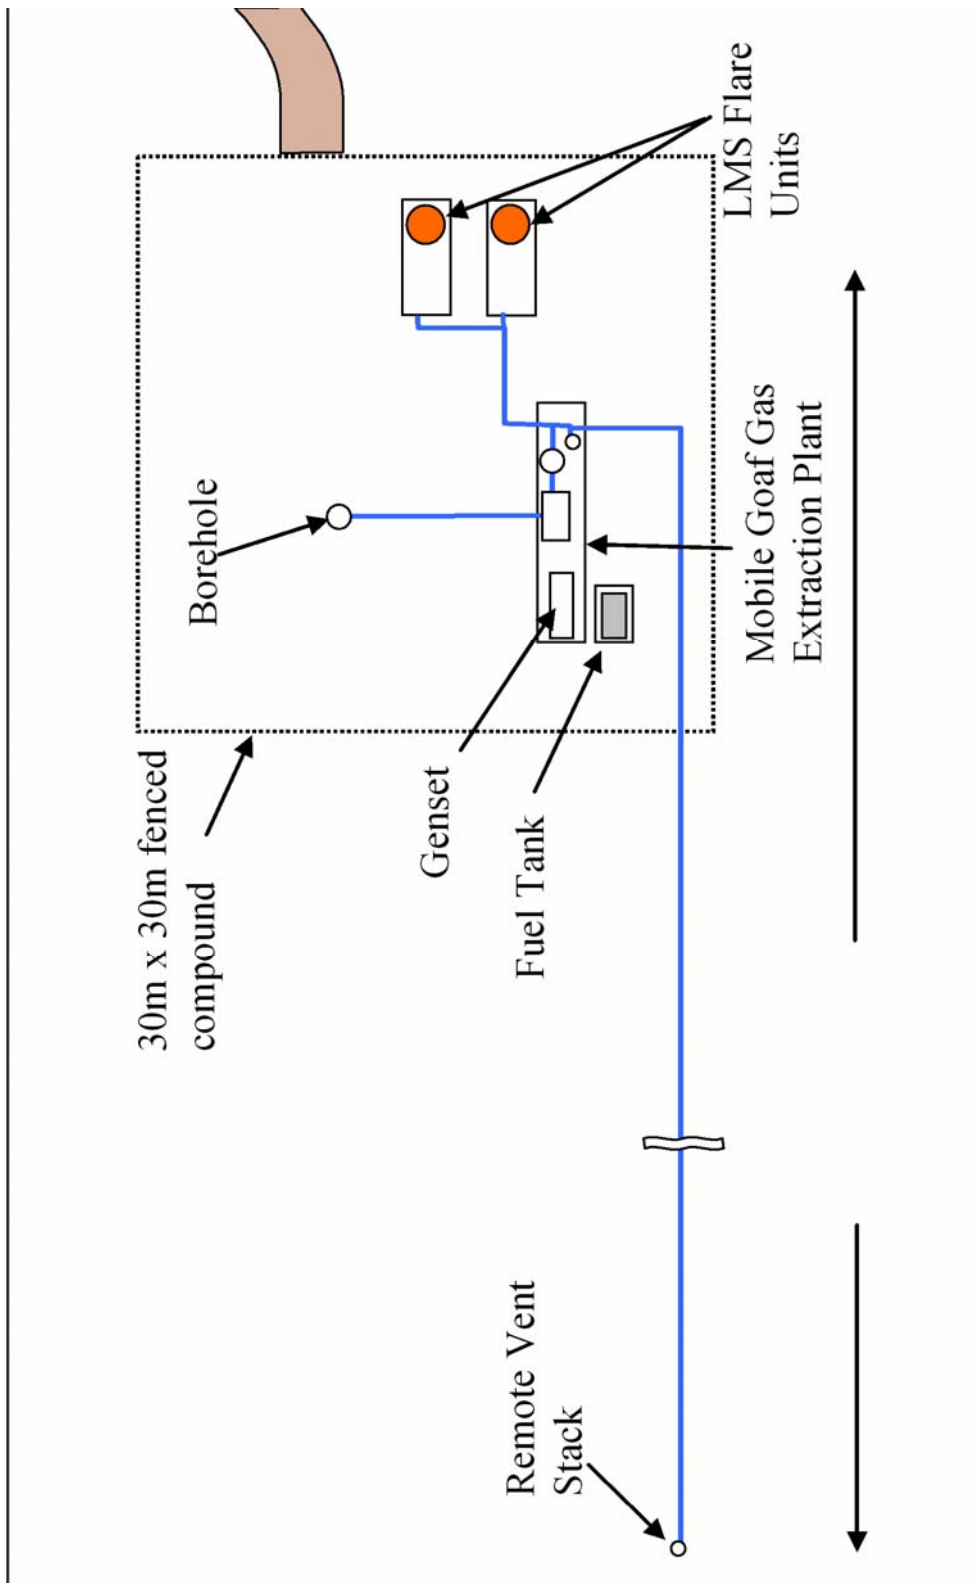 30m x 30m fenced
compound
Borehole
Genset
Fuel Tank
Remote Vent
Stack
LMS Flare
Units
Mobile Goaf Gas
Extraction Plant